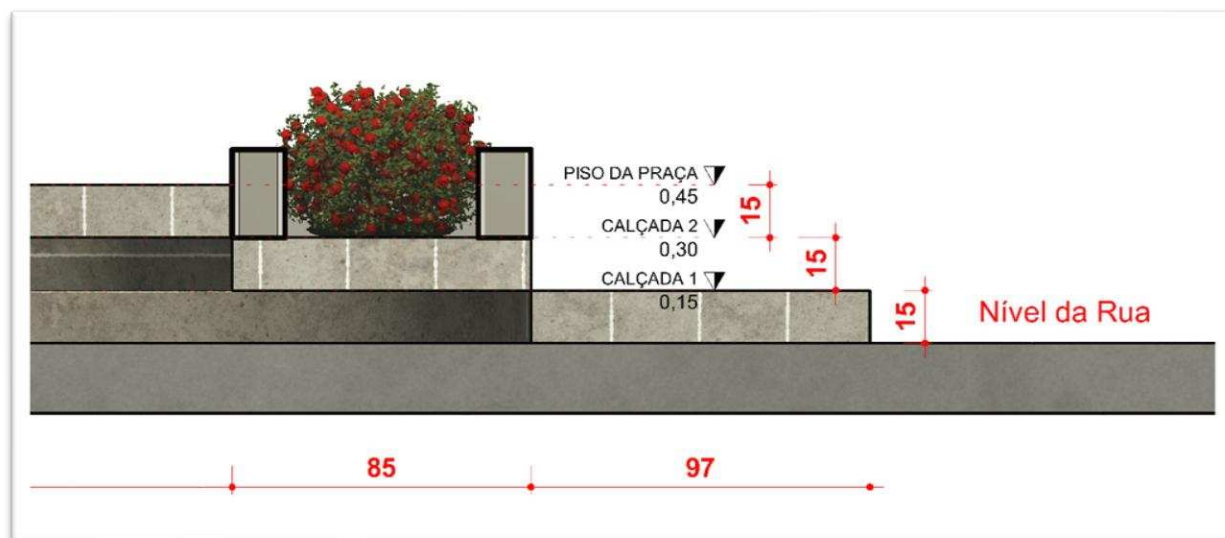 PISO DA PRAÇA
0,45
15
CALÇADA 2
0,30
15
CALÇADA 1
0,15
15
Nível da Rua
85
97